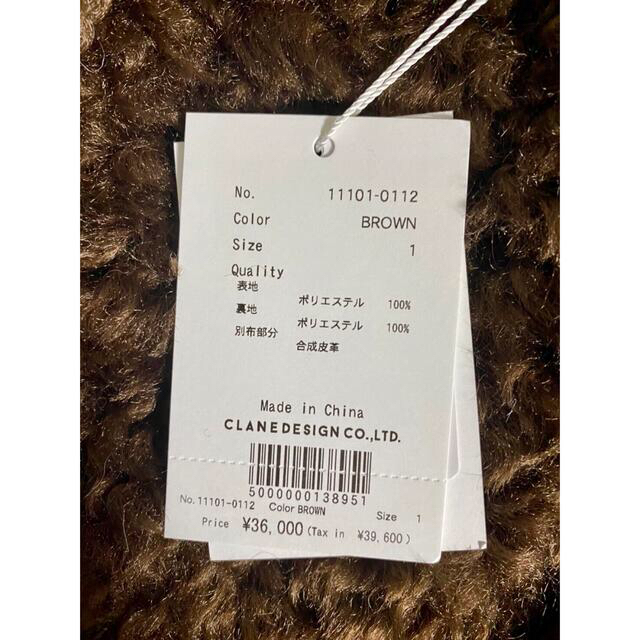 No. 11101-0112
Color BROWN
Size 1
Quality
表地 ポリエステル 100%
裏地 ポリエステル 100%
別布部分 合成皮革
Made in China
CLANEDESIGN CO.,LTD.
5000000138951
No.11101-0112 Color BROWN Size 1
Price ¥36,000 (Tax in ¥39,600)